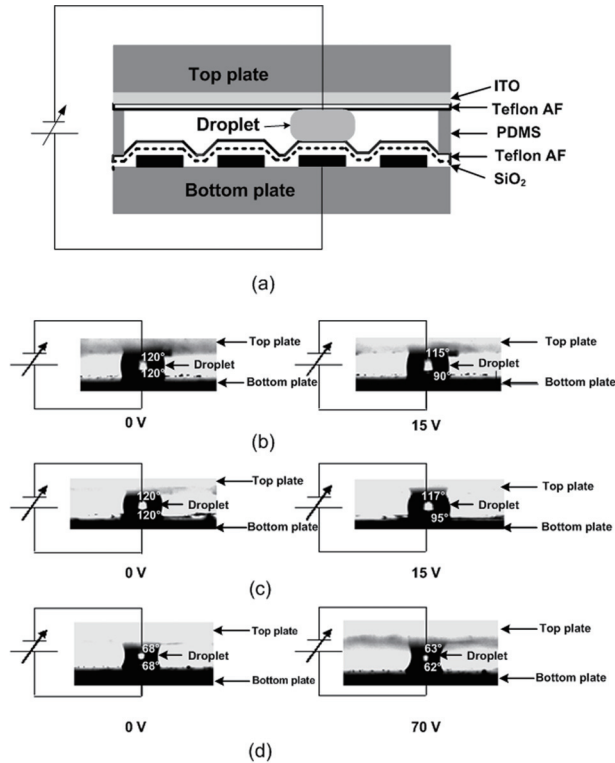 Top plate
ITO
Teflon AF
Droplet
PDMS
Teflon AF
SiO₂
Bottom plate
(a)
Top plate
120°
Droplet
120°
Bottom plate
0 V
Top plate
115°
Droplet
90°
Bottom plate
15 V
(b)
Top plate
120°
Droplet
120°
Bottom plate
0 V
Top plate
117°
Droplet
95°
Bottom plate
15 V
(c)
Top plate
68°
Droplet
68°
Bottom plate
0 V
Top plate
63°
Droplet
62°
Bottom plate
70 V
(d)